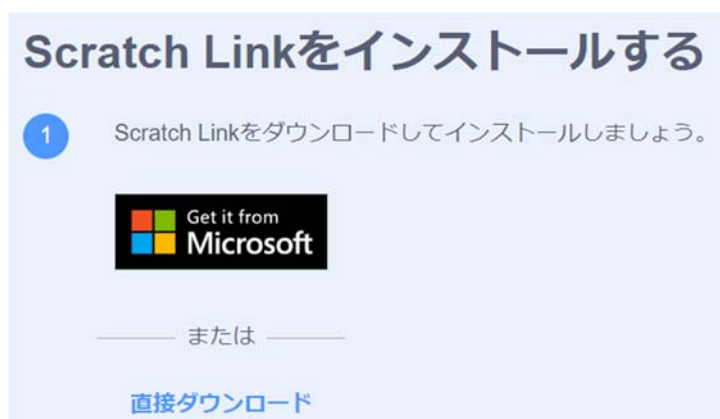 Scratch Linkをインストールする
1
Scratch Linkをダウンロードしてインストールしましょう。
Get it from
Microsoft
または
直接ダウンロード